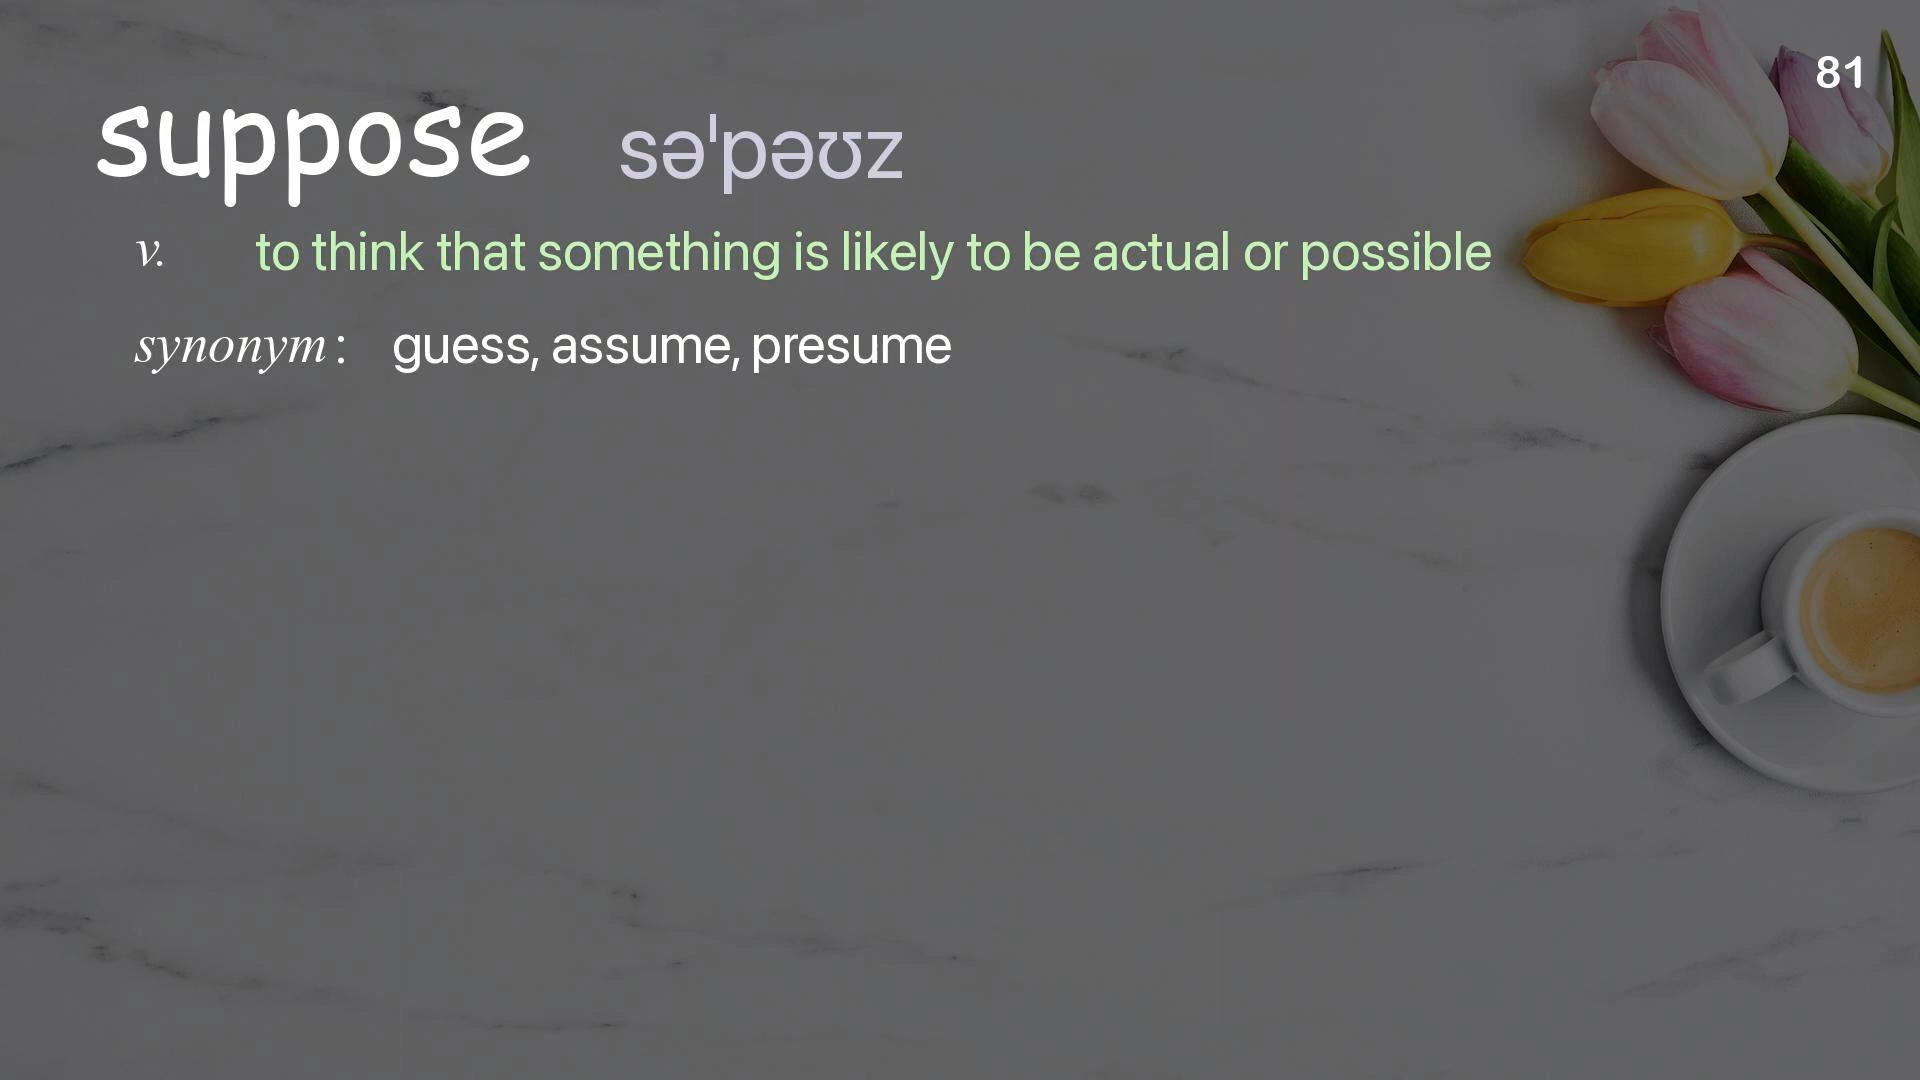 81
suppose səˈpəʊz
v. to think that something is likely to be actual or possible
synonym : guess, assume, presume